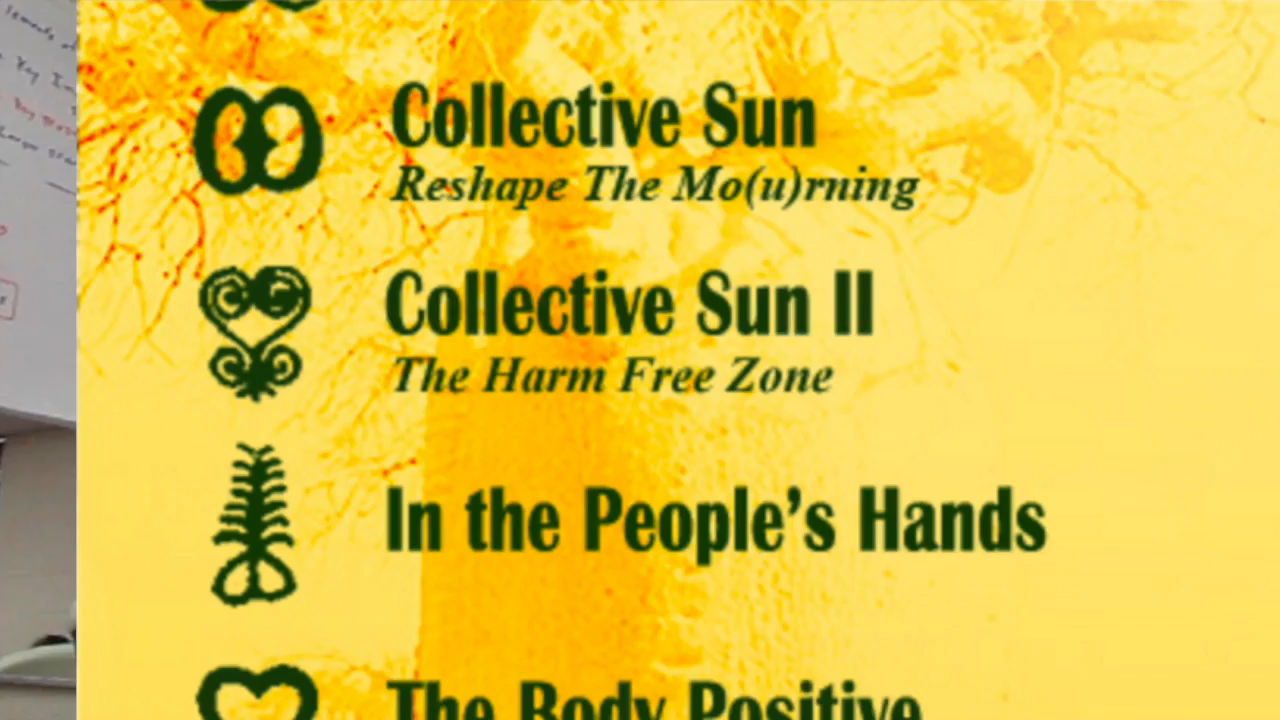 Collective Sun
Reshape The Mo(u)rning
Collective Sun II
The Harm Free Zone
In the People’s Hands
The Body Positive